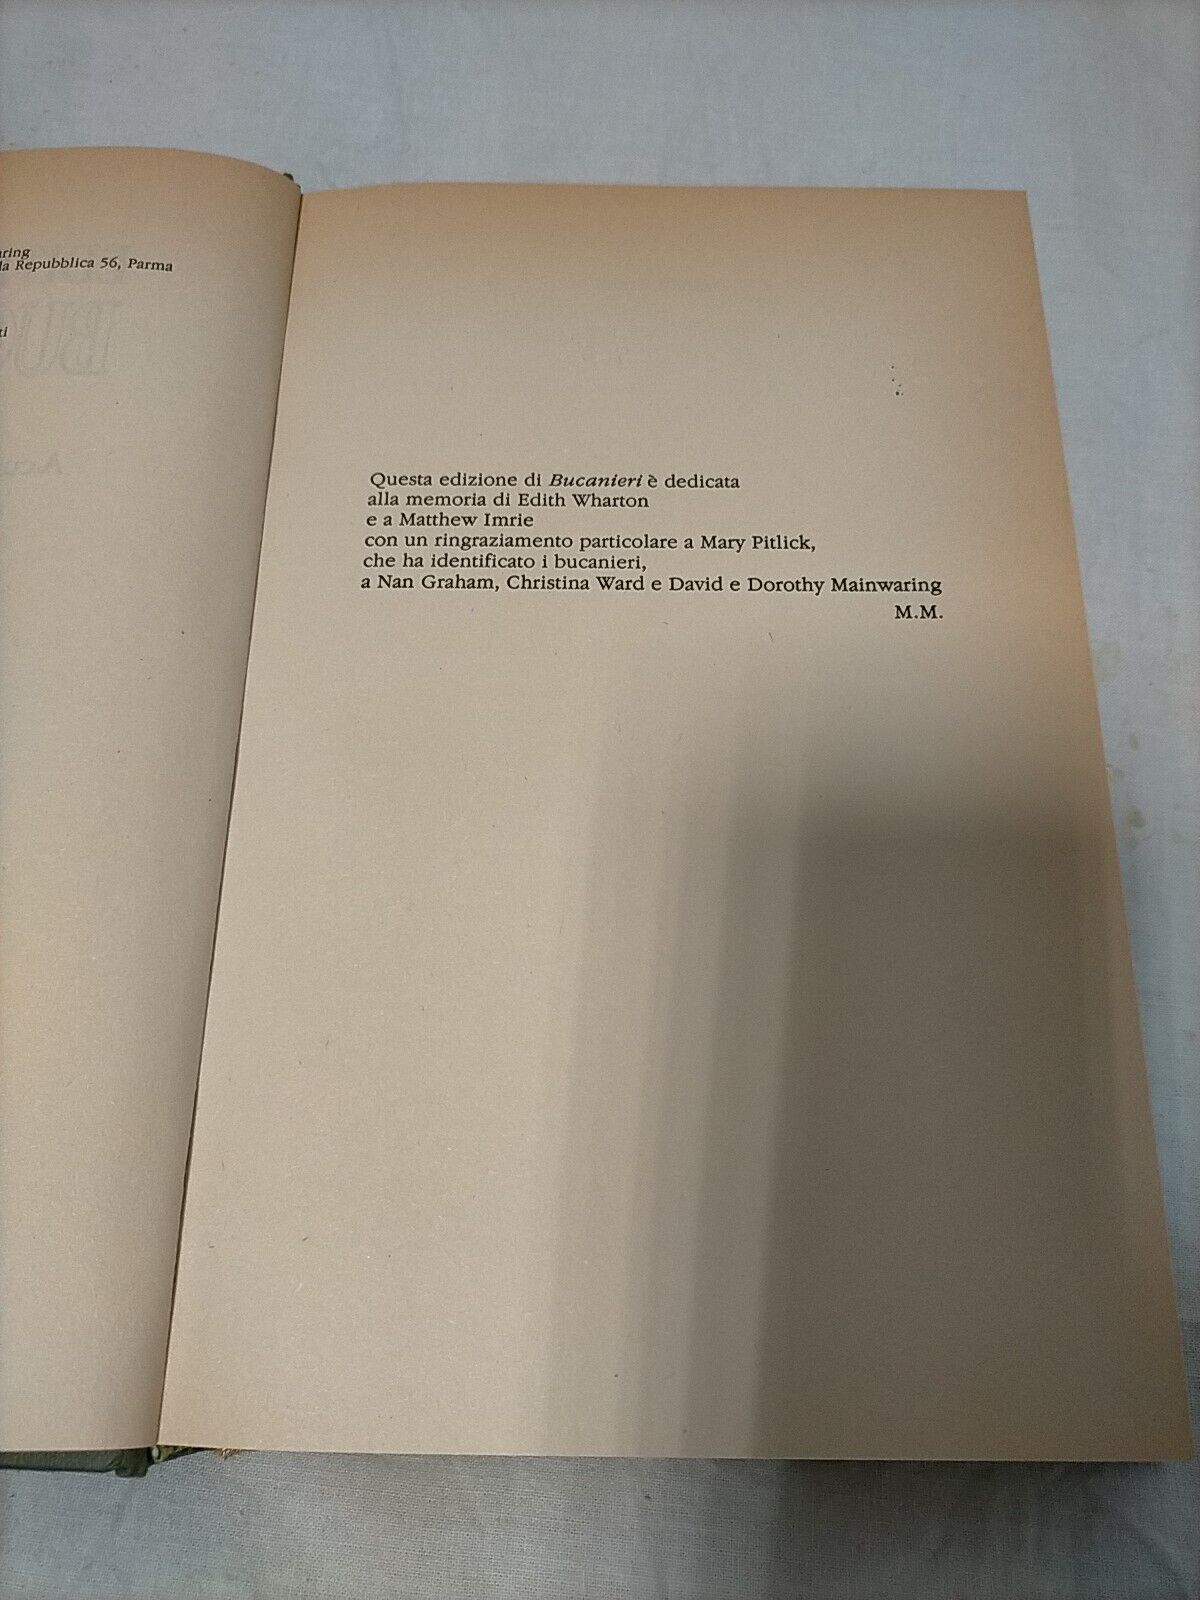 la Repubblica 56, Parma
Questa edizione di Bucanieri è dedicata
alla memoria di Edith Wharton
e a Matthew Imrie
con un ringraziamento particolare a Mary Pitlick,
che ha identificato i bucanieri,
a Nan Graham, Christina Ward e David e Dorothy Mainwaring
M.M.